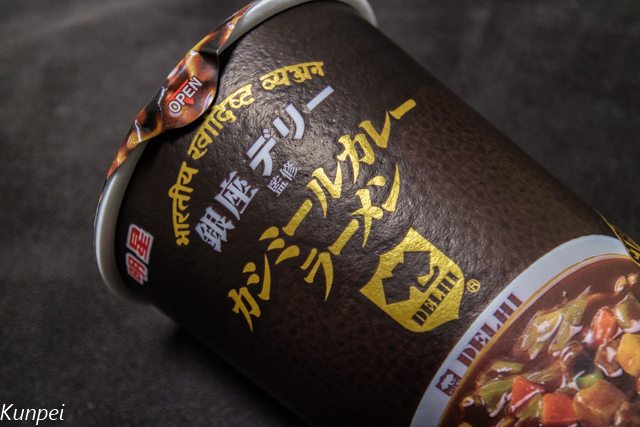 OPEN
भारतीय स्वादिष्ट व्यञ्जन
銀座 デリー
監修
カシミールカレー
ラーメン
明星
DELHI®
DELHI
Kunpei